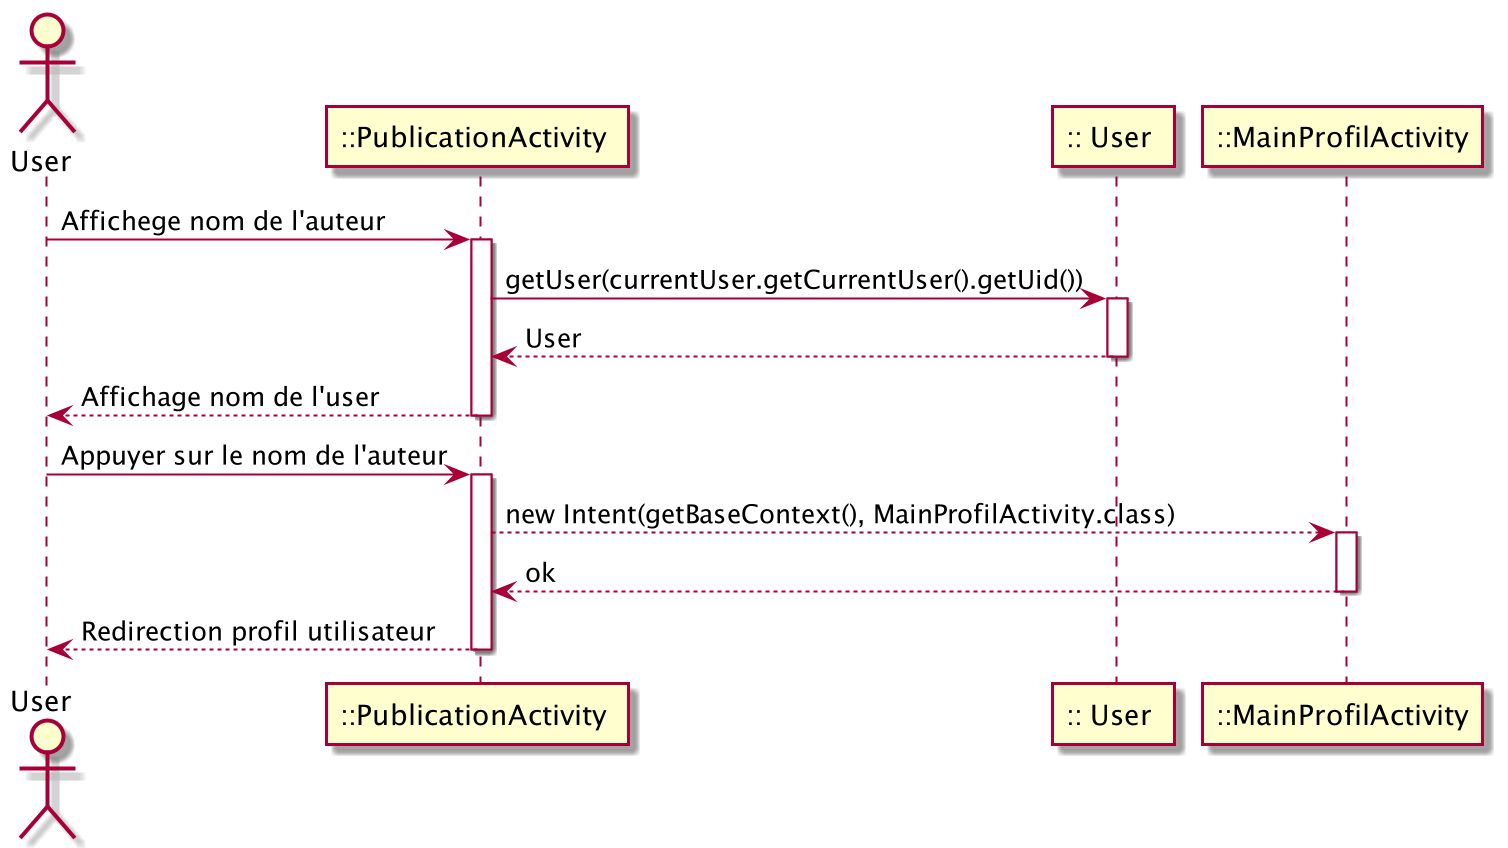 User
::PublicationActivity
:: User
::MainProfilActivity
Affichege nom de l'auteur
getUser(currentUser.getCurrentUser().getUid())
User
Affichage nom de l'user
Appuyer sur le nom de l'auteur
new Intent(getBaseContext(), MainProfilActivity.class)
ok
Redirection profil utilisateur
User
::PublicationActivity
:: User
::MainProfilActivity